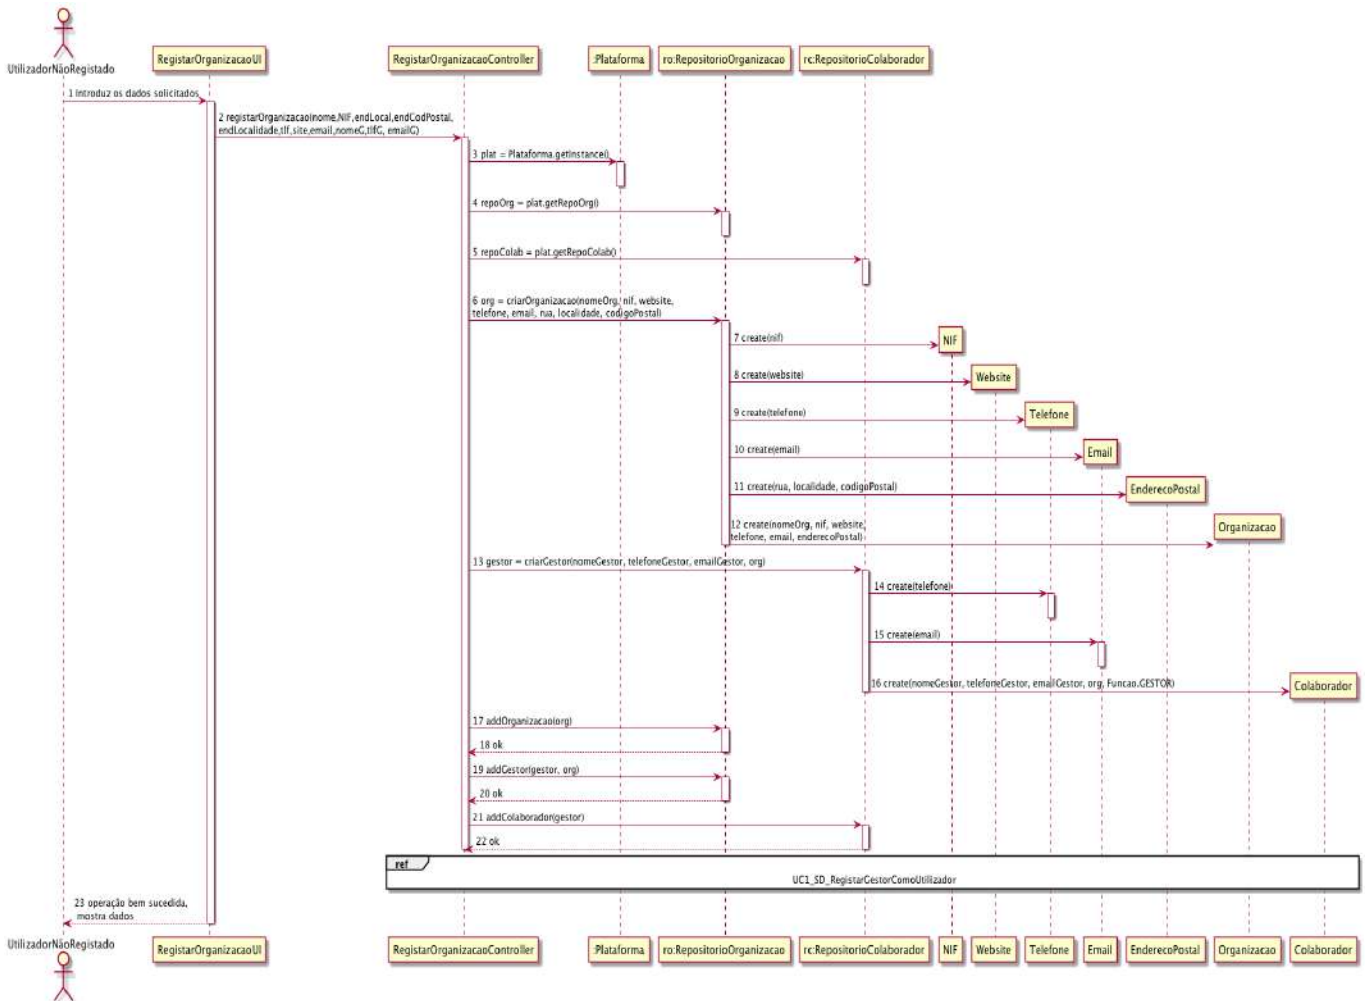 UtilizadorNãoRegistado
RegistarOrganizacaoUI
RegistarOrganizacaoController
:Plataforma
ro:RepositorioOrganizacao
rc:RepositorioColaborador
1 Introduz os dados solicitados
2 registarOrganizacao(nome,NIF,endLocal,endCodPostal,
endLocalidade,tlf,site,email,nomeG,tlfG, emailG)
3 plat = Plataforma.getInstance()
4 repoOrg = plat.getRepoOrg()
5 repoColab = plat.getRepoColab()
6 org = criarOrganizacao(nomeOrg, nif, website,
telefone, email, rua, localidade, codigoPostal)
7 create(nif)
NIF
8 create(website)
Website
9 create(telefone)
Telefone
10 create(email)
Email
11 create(rua, localidade, codigoPostal)
EnderecoPostal
12 create(nomeOrg, nif, website,
telefone, email, enderecoPostal)
Organizacao
13 gestor = criarGestor(nomeGestor, telefoneGestor, emailGestor, org)
14 create(telefone)
15 create(email)
16 create(nomeGestor, telefoneGestor, emailGestor, org, Funcao.GESTOR)
Colaborador
17 addOrganizacao(org)
18 ok
19 addGestor(gestor, org)
20 ok
21 addColaborador(gestor)
22 ok
ref
UC1_SD_RegistarGestorComoUtilizador
23 operação bem sucedida,
mostra dados
UtilizadorNãoRegistado
RegistarOrganizacaoUI
RegistarOrganizacaoController
:Plataforma
ro:RepositorioOrganizacao
rc:RepositorioColaborador
NIF
Website
Telefone
Email
EnderecoPostal
Organizacao
Colaborador